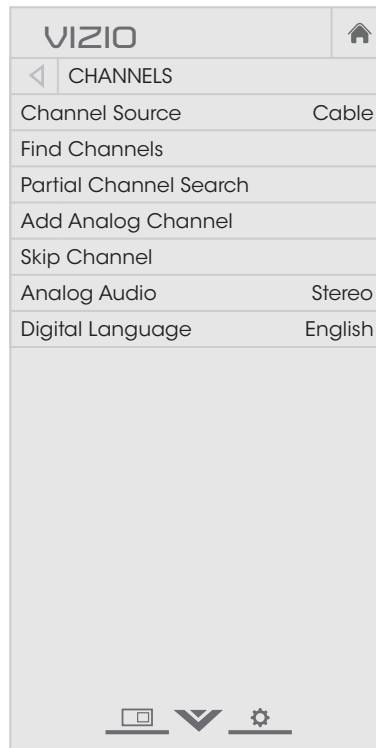 VIZIO
CHANNELS
Channel Source Cable
Find Channels
Partial Channel Search
Add Analog Channel
Skip Channel
Analog Audio Stereo
Digital Language English